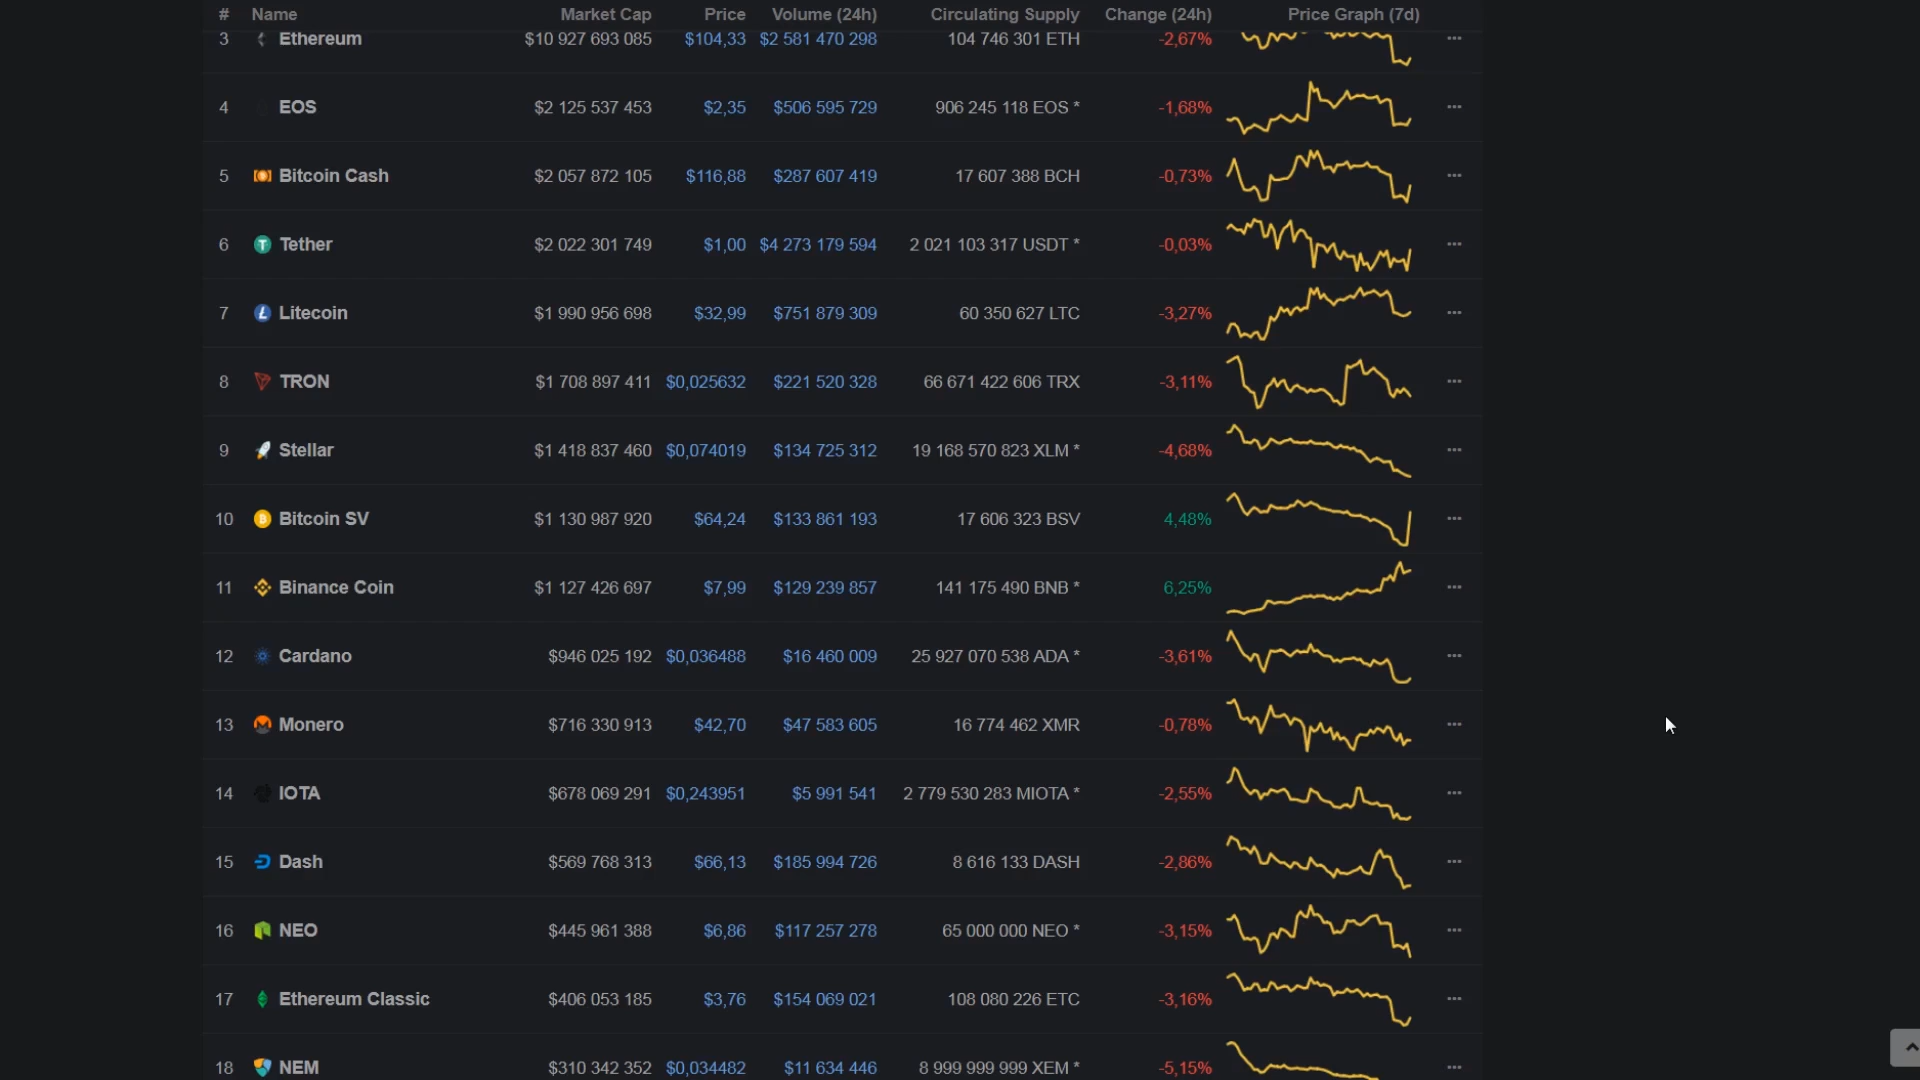 # Name Market Cap Price Volume (24h) Circulating Supply Change (24h) Price Graph (7d)
3 Ethereum $10 927 693 085 $104,33 $2 581 470 298 104 746 301 ETH -2,67%
4 EOS $2 125 537 453 $2,35 $506 595 729 906 245 118 EOS * -1,68%
5 Bitcoin Cash $2 057 872 105 $116,88 $287 607 419 17 607 388 BCH -0,73%
6 Tether $2 022 301 749 $1,00 $4 273 179 594 2 021 103 317 USDT * -0,03%
7 Litecoin $1 990 956 698 $32,99 $751 879 309 60 350 627 LTC -3,27%
8 TRON $1 708 897 411 $0,025632 $221 520 328 66 671 422 606 TRX -3,11%
9 Stellar $1 418 837 460 $0,074019 $134 725 312 19 168 570 823 XLM * -4,68%
10 Bitcoin SV $1 130 987 920 $64,24 $133 861 193 17 606 323 BSV 4,48%
11 Binance Coin $1 127 426 697 $7,99 $129 239 857 141 175 490 BNB * 6,25%
12 Cardano $946 025 192 $0,036488 $16 460 009 25 927 070 538 ADA * -3,61%
13 Monero $716 330 913 $42,70 $47 583 605 16 774 462 XMR -0,78%
14 IOTA $678 069 291 $0,243951 $5 991 541 2 779 530 283 MIOTA * -2,55%
15 Dash $569 768 313 $66,13 $185 994 726 8 616 133 DASH -2,86%
16 NEO $445 961 388 $6,86 $117 257 278 65 000 000 NEO * -3,15%
17 Ethereum Classic $406 053 185 $3,76 $154 069 021 108 080 226 ETC -3,16%
18 NEM $310 342 352 $0,034482 $11 634 446 8 999 999 999 XEM * -5,15%